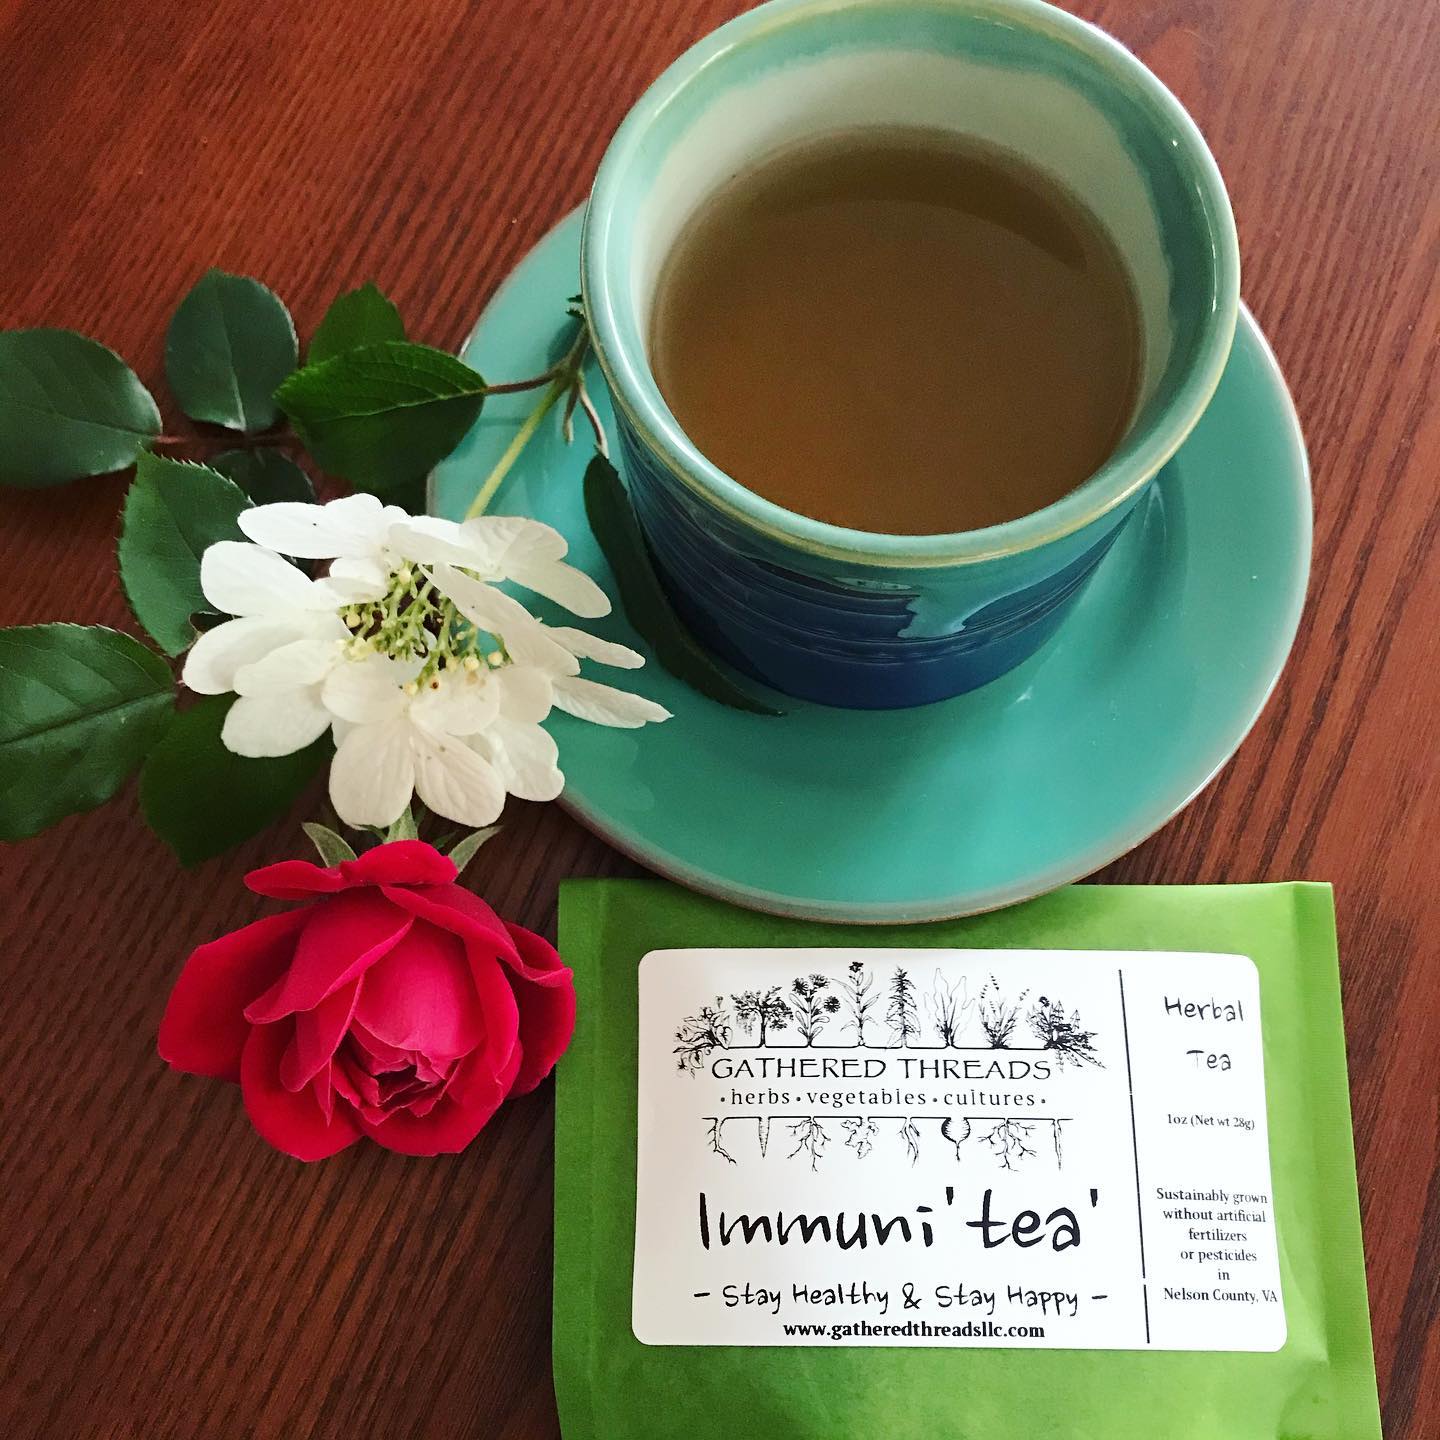 GATHERED THREADS
•herbs•vegetables•cultures•
Immuni'tea'
- Stay Healthy & Stay Happy -
www.gatheredthreadsllc.com
Herbal
Tea
1oz (Net wt 28g)
Sustainably grown
without artificial
fertilizers
or pesticides
in
Nelson County, VA